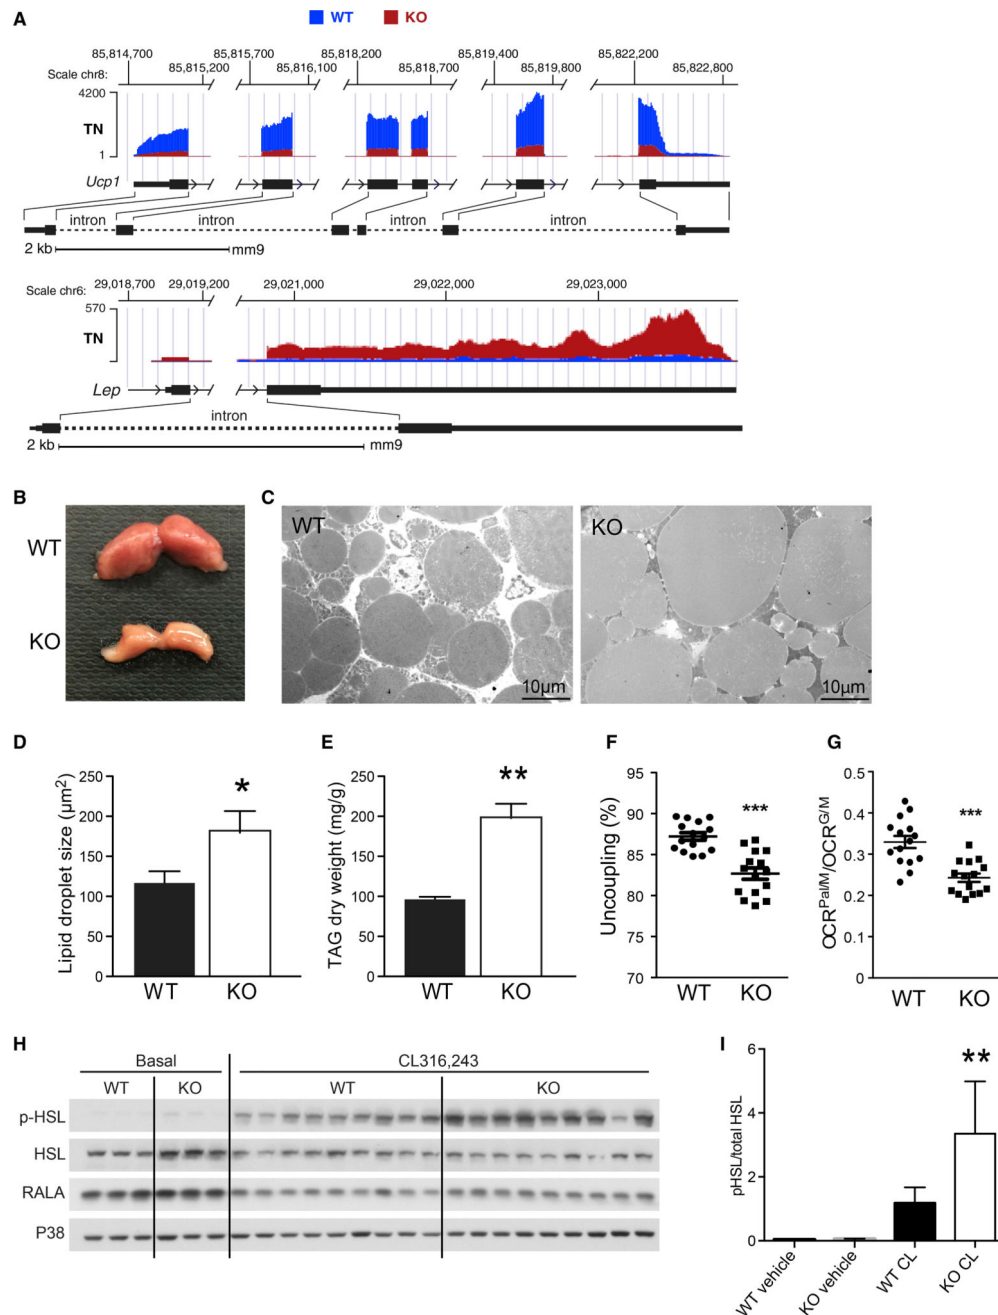 A
WT KO
85,814,700 85,815,700 85,818,200 85,819,400 85,822,200
Scale chr8: 85,815,200 85,816,100 85,818,700 85,819,800 85,822,800
4200
TN
1
Ucp1
intron intron intron intron
2 kb mm9
Scale chr6: 29,018,700 29,019,200 29,021,000 29,022,000 29,023,000
570
TN
1
Lep
intron
2 kb mm9
B
WT
KO
C
WT
10μm
KO
10μm
D
Lipid droplet size (μm²)
250
200
150
100
50
0
*
WT KO
E
TAG dry weight (mg/g)
250
200
150
100
50
0
**
WT KO
F
Uncoupling (%)
95
90
85
80
75
70
***
WT KO
G
OCRPal/M/OCRG/M
0.5
0.4
0.3
0.2
0.1
0
***
WT KO
H
Basal CL316,243
WT KO WT KO
p-HSL
HSL
RALA
P38
I
pHSL/total HSL
6
4
2
0
**
WT vehicle
KO vehicle
WT CL
KO CL